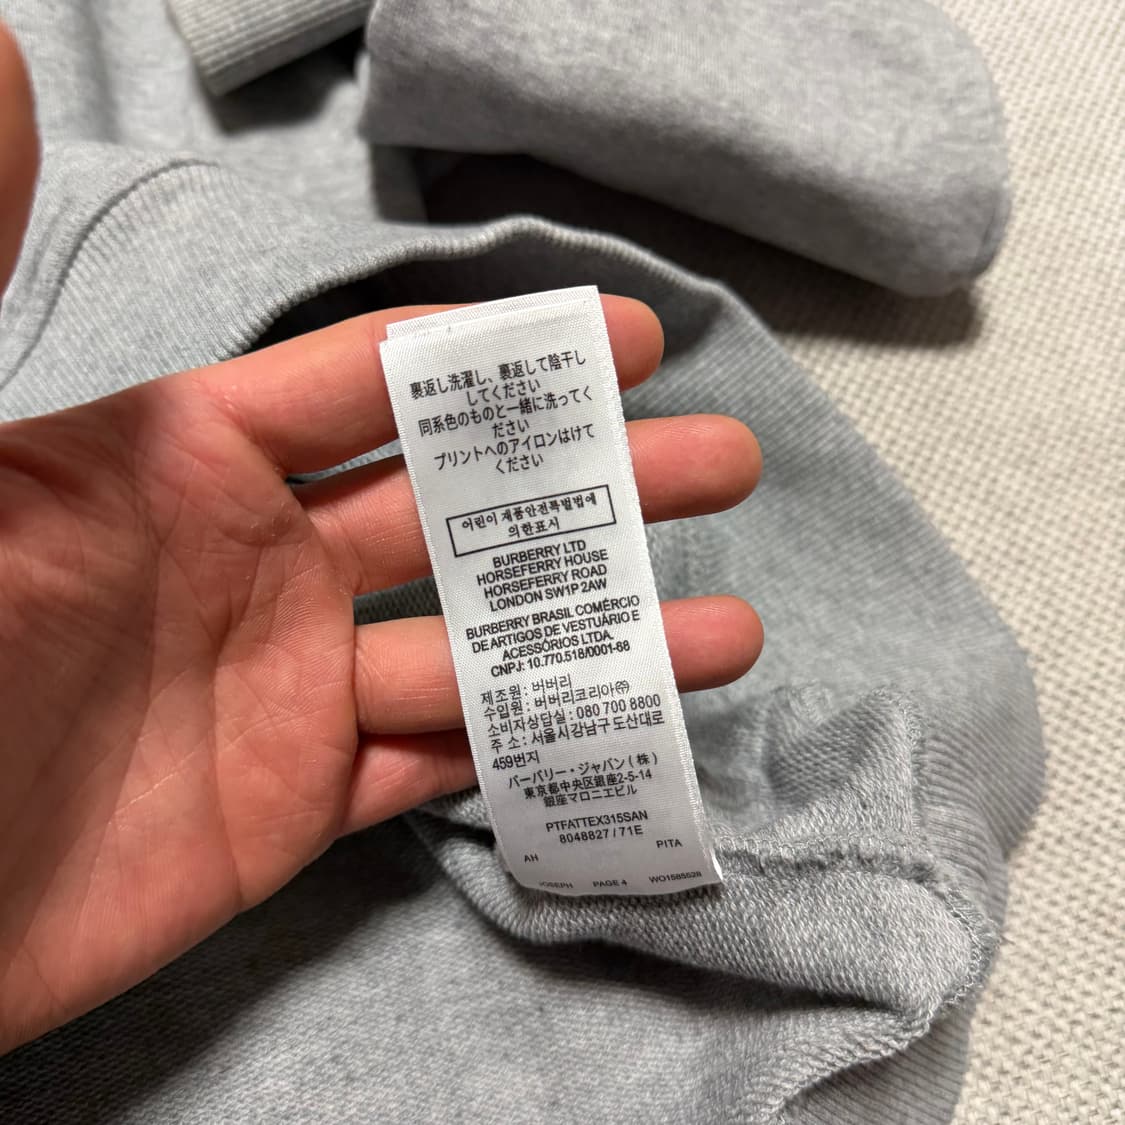 裏返し洗濯し、裏返して陰干し
してください
同系色のものと一緒に洗ってく
ださい
プリントへのアイロンはけて
ください
어린이 제품안전특별법에
의한표시
BURBERRY LTD
HORSEFERRY HOUSE
HORSEFERRY ROAD
LONDON SW1P 2AW
BURBERRY BRASIL COMÉRCIO
DE ARTIGOS DE VESTUÁRIO E
ACESSÓRIOS LTDA.
CNPJ: 10.770.518/0001-88
제조원 : 버버리
수입원 : 버버리코리아㈜
소비자상담실 : 080 700 8800
주 소 : 서울시강남구도산대로
459번지
バーバリー・ジャパン ( 株 )
東京都中央区銀座2-5-14
銀座マロニエビル
PTFATTEX315SAN
8048827 / 71E
AH PITA
JOSEPH PAGE 4 WO1585528